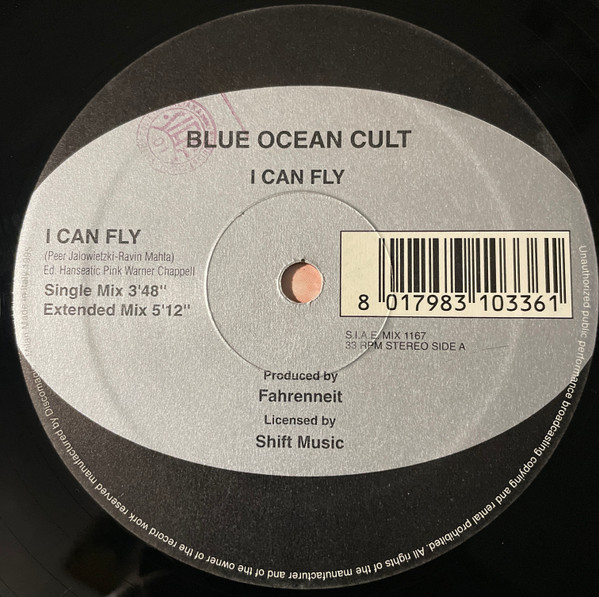 BLUE OCEAN CULT
I CAN FLY
I CAN FLY
(Peer Jalowietzki-Ravin Mahta)
Ed. Hanseatic Pink Warner Chappell
Single Mix 3'48"
Extended Mix 5'12"
8 017983 103361
S.I.A.E. MIX 1167
33 RPM STEREO SIDE A
Produced by
Fahrenneit
Licensed by
Shift Music
Unauthorized public performance broadcasting copying and rental prohibited. All rights of the manufacturer and of the owner of the record work reserved manufactured by Discomagic